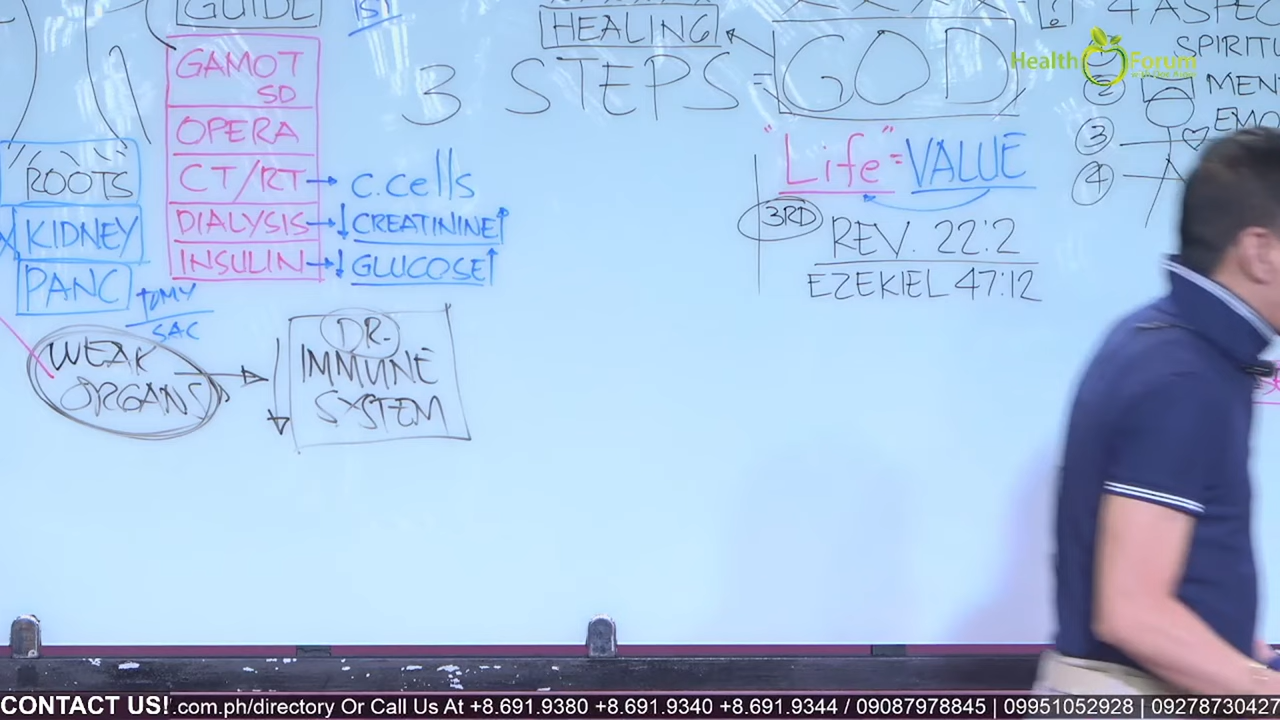 GUIDE
GAMOT
SD
OPERA
CT/RT
DIALYSIS
INSULIN
c.cells
CREATININE
GLUCOSE
ROOTS
KIDNEY
PANC
SAC
WEAK
ORGANS
DR.
IMMUNE
SYSTEM
HEALING
3 STEPS = GOD
"Life" = VALUE
3RD
REV. 22:2
EZEKIEL 47:12
?
4 ASPEC
SPIRITU
2 MEN
EMO
3
4
Health Forum
CONTACT US! .com.ph/directory Or Call Us At +8.691.9380 +8.691.9340 +8.691.9344 / 09087978845 | 09951052928 | 09278730427